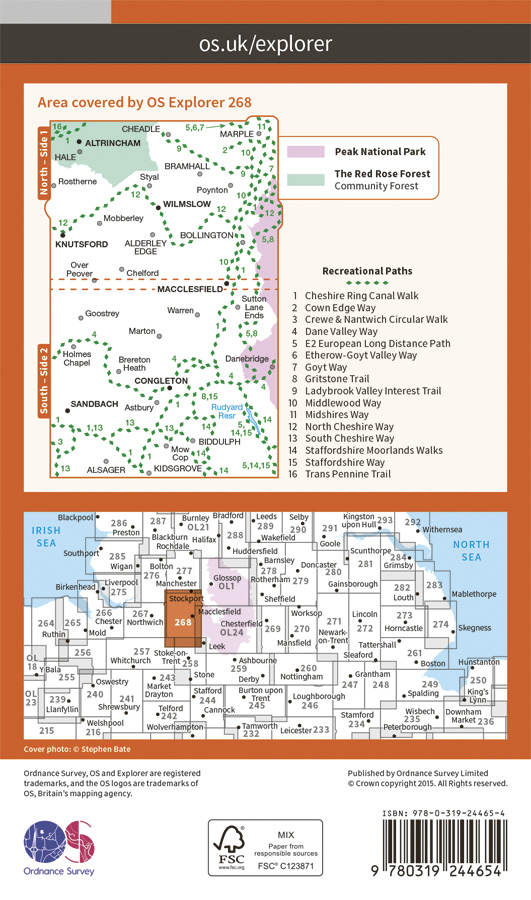 os.uk/explorer
Area covered by OS Explorer 268
North – Side 1
South – Side 2
16
CHEADLE
5,6,7
MARPLE
11
1
ALTRINCHAM
9
2
10
HALE
BRAMHALL
9
7
Rostherne
Styal
Poynton
10
12
WILMSLOW
12
1
12
Mobberley
12
KNUTSFORD
ALDERLEY
EDGE
BOLLINGTON
5,8
Over
Peover
Chelford
10
1
MACCLESFIELD
Goostrey
Warren
Sutton
Lane
Ends
4
Marton
5,8
1
Holmes
Chapel
Brereton
Heath
4
Danebridge
4
CONGLETON
4
4
SANDBACH
Astbury
8,15
Rudyard
Resr
1
5
14
1
1,13
5
14,15
3
13
1
BIDDULPH
13
Mow
Cop
14
14
13
ALSAGER
1
KIDSGROVE
14
5,14,15
Peak National Park
The Red Rose Forest
Community Forest
Recreational Paths
1 Cheshire Ring Canal Walk
2 Cown Edge Way
3 Crewe & Nantwich Circular Walk
4 Dane Valley Way
5 E2 European Long Distance Path
6 Etherow-Goyt Valley Way
7 Goyt Way
8 Gritstone Trail
9 Ladybrook Valley Interest Trail
10 Middlewood Way
11 Midshires Way
12 North Cheshire Way
13 South Cheshire Way
14 Staffordshire Moorlands Walks
15 Staffordshire Way
16 Trans Pennine Trail
Blackpool
286
Preston
287
Burnley
OL21
Bradford
Leeds
289
Selby
290
Kingston
upon Hull
293
292
Withernsea
IRISH
SEA
Blackburn
Rochdale
Halifax
288
Wakefield
291
Goole
NORTH
SEA
Southport
285
Wigan
Bolton
276
277
Manchester
Huddersfield
Barnsley
278
Rotherham
Doncaster
279
280
Gainsborough
Scunthorpe
281
284
Grimsby
Birkenhead
Liverpool
275
Stockport
Glossop
OL1
Sheffield
282
Louth
283
Mablethorpe
264
Ruthin
265
266
Chester
Mold
267
Northwich
268
Macclesfield
Chesterfield
OL24
269
Worksop
270
Mansfield
271
Newark-
on-Trent
Lincoln
272
273
Horncastle
274
Skegness
OL
18
Bala
256
255
257
Whitchurch
Stoke-on-
Trent
258
Leek
Ashbourne
259
Derby
260
Nottingham
Sleaford
Tattershall
261
Boston
Hunstanton
250
OL
23
239
Llanfyllin
Oswestry
240
241
Shrewsbury
243
Market
Drayton
Stone
Stafford
244
Burton upon
Trent
245
246
Loughborough
247
Grantham
248
249
Spalding
King's
Lynn
215
Welshpool
216
Telford
242
Wolverhampton
Cannock
Tamworth
232
Leicester
233
Stamford
234
Wisbech
235
Peterborough
Downham
Market
236
Cover photo: © Stephen Bate
Ordnance Survey, OS and Explorer are registered
trademarks, and the OS logos are trademarks of
OS, Britain's mapping agency.
Published by Ordnance Survey Limited
© Crown copyright 2015. All Rights reserved.
OS
Ordnance Survey
FSC
www.fsc.org
MIX
Paper from
responsible sources
FSC® C123871
ISBN: 978-0-319-24465-4
9 780319 244654